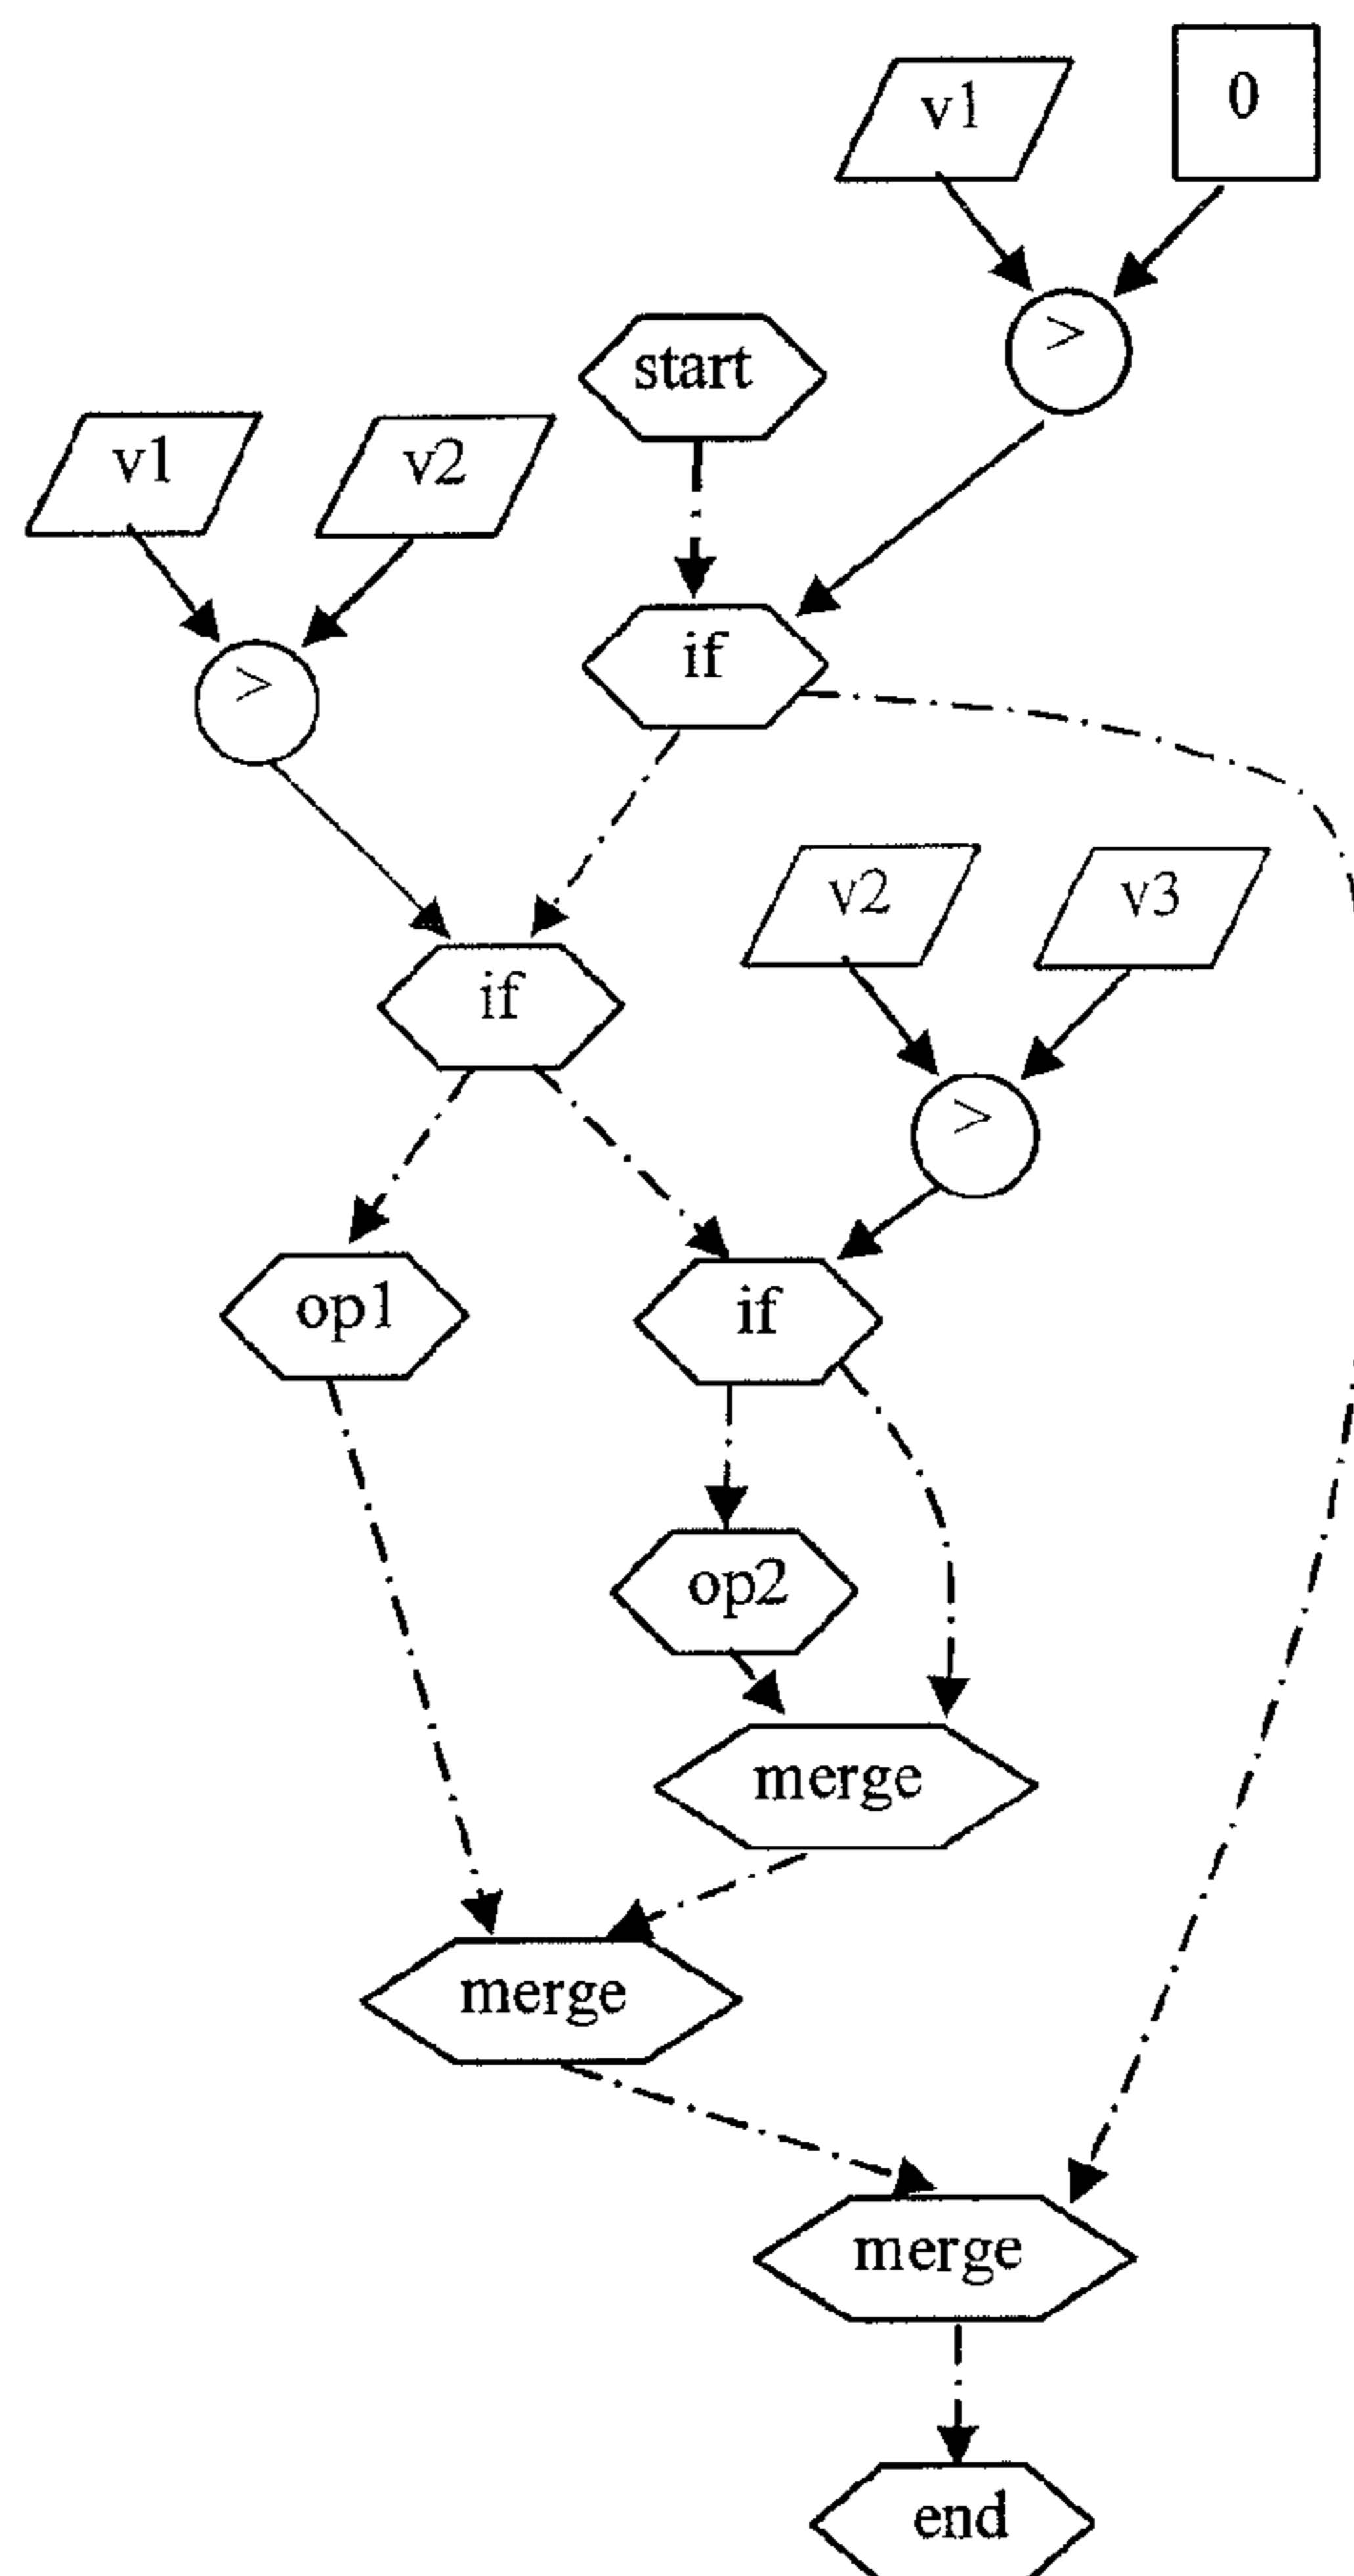 v1
0
>
start
v1
v2
if
>
v2
v3
if
>
op1
if
op2
merge
merge
merge
end